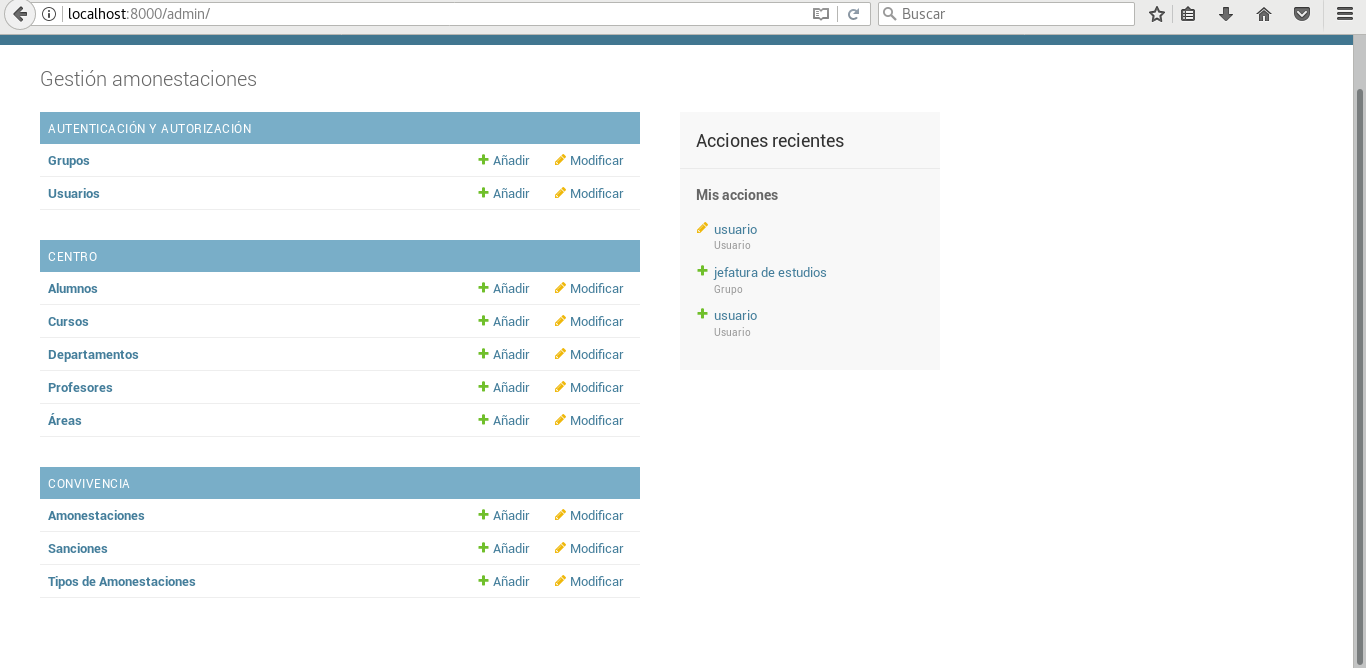 localhost:8000/admin/
Buscar
Gestión amonestaciones
AUTENTICACIÓN Y AUTORIZACIÓN
Grupos Añadir Modificar
Usuarios Añadir Modificar
CENTRO
Alumnos Añadir Modificar
Cursos Añadir Modificar
Departamentos Añadir Modificar
Profesores Añadir Modificar
Áreas Añadir Modificar
CONVIVENCIA
Amonestaciones Añadir Modificar
Sanciones Añadir Modificar
Tipos de Amonestaciones Añadir Modificar
Acciones recientes
Mis acciones
usuario
Usuario
jefatura de estudios
Grupo
usuario
Usuario